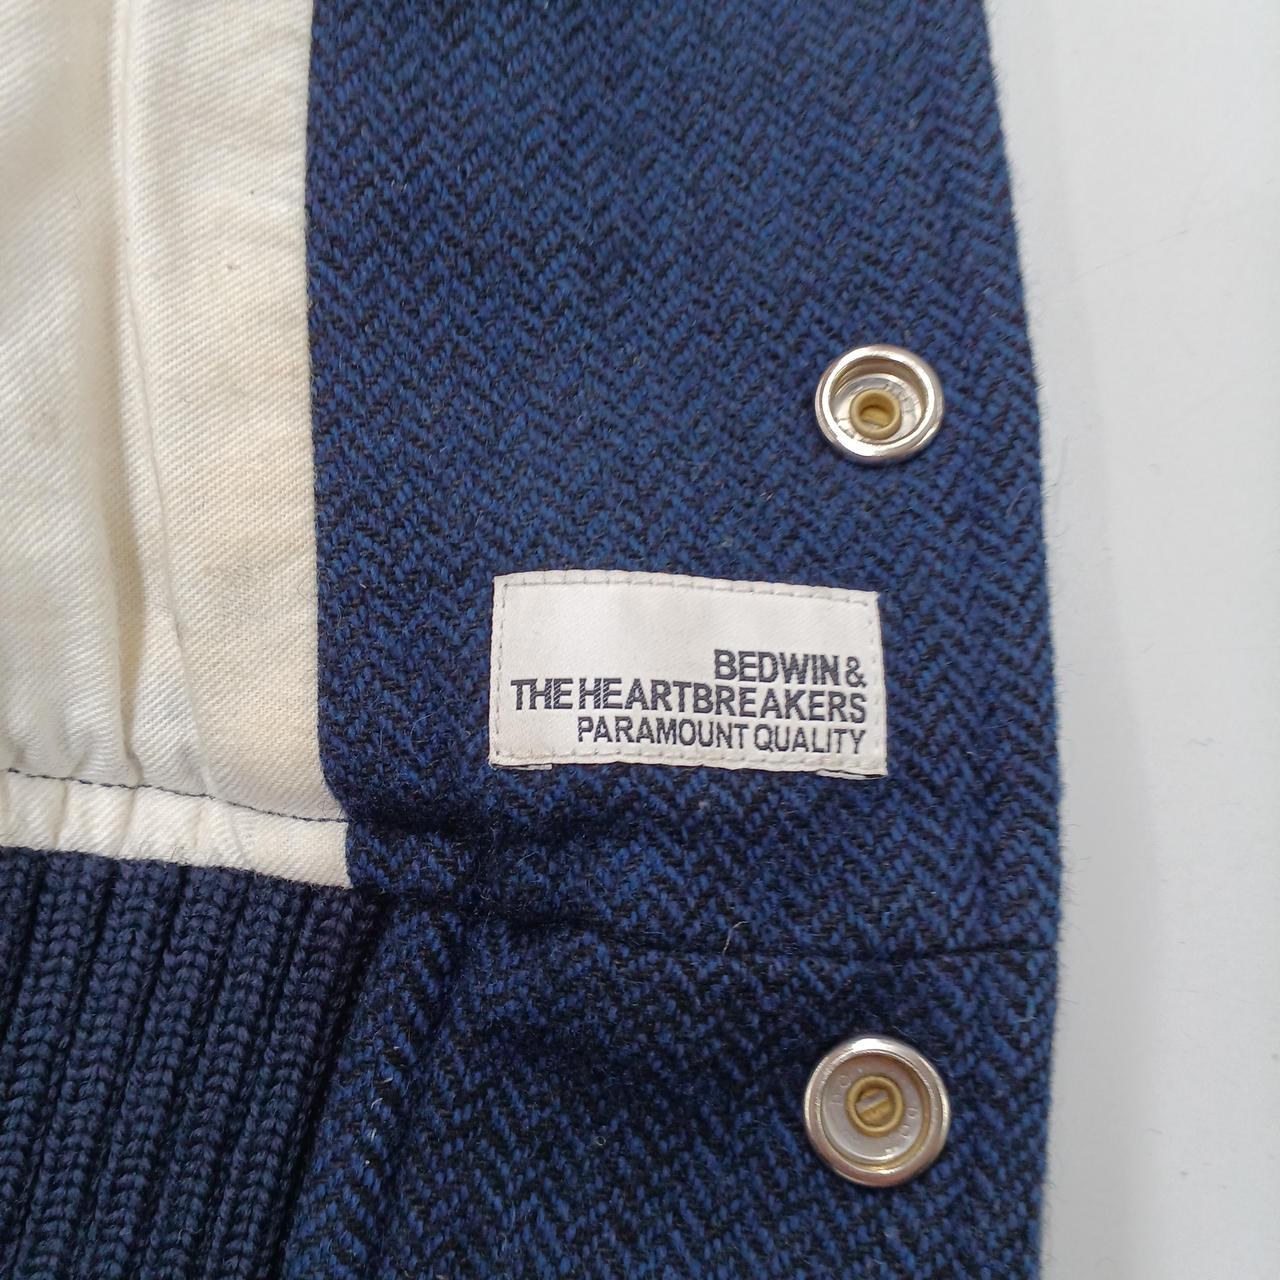 BEDWIN &
THE HEARTBREAKERS
PARAMOUNT QUALITY